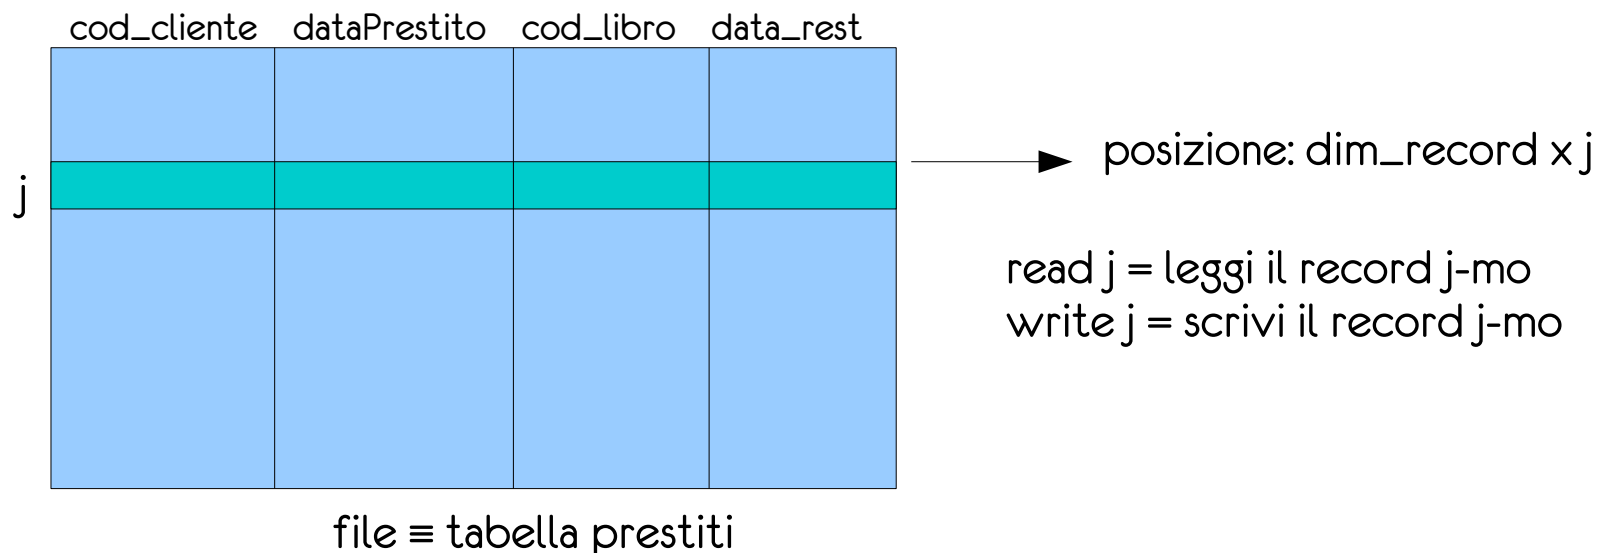 cod_cliente dataPrestito cod_libro data_rest
posizione: dim_record x j
j
read j = leggi il record j-mo
write j = scrivi il record j-mo
file ≡ tabella prestiti